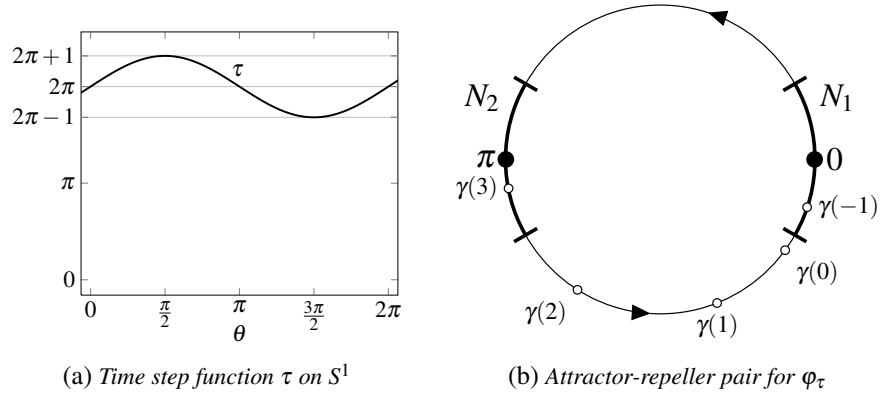 2π+1
2π
2π−1
π
0
τ
0
π/2
π
3π/2
2π
θ
(a) Time step function τ on S¹
N₂
N₁
π
0
γ(3)
γ(−1)
γ(0)
γ(2)
γ(1)
(b) Attractor-repeller pair for φ_τ